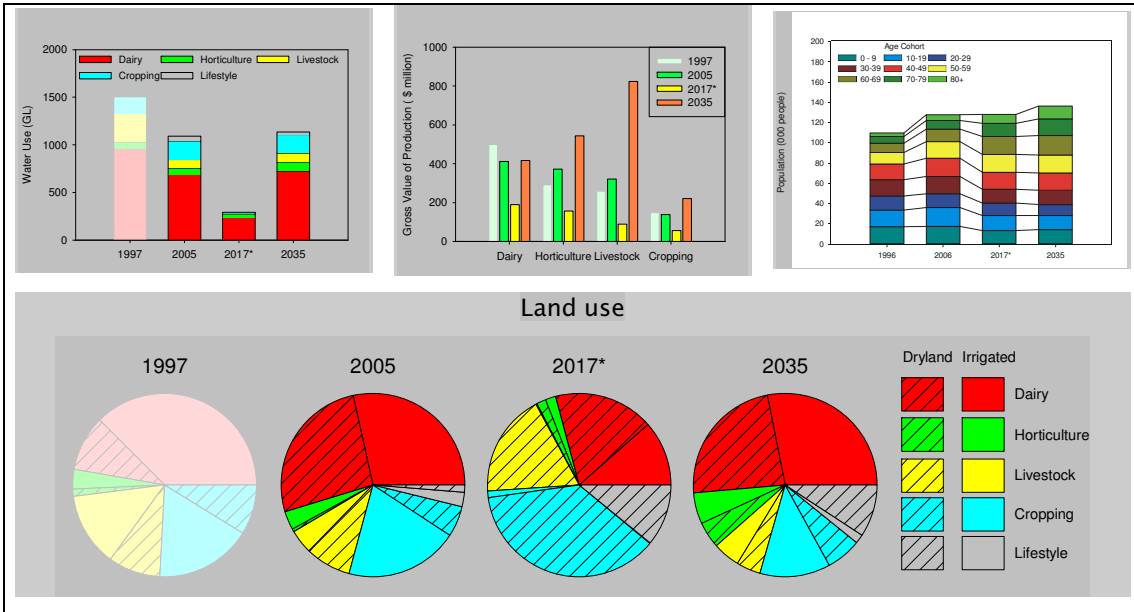 2000
1500
1000
500
0
Water Use (GL)
Dairy Horticulture Livestock
Cropping Lifestyle
1997 2005 2017* 2035
1000
800
600
400
200
0
Gross Value of Production ( $ million)
1997
2005
2017*
2035
Dairy Horticulture Livestock Cropping
200
180
160
140
120
100
80
60
40
20
0
Population (000 people)
Age Cohort
0 - 9 10-19 20-29
30-39 40-49 50-59
60-69 70-79 80+
1996 2006 2017* 2035
Land use
1997 2005 2017* 2035
Dryland Irrigated
Dairy
Horticulture
Livestock
Cropping
Lifestyle